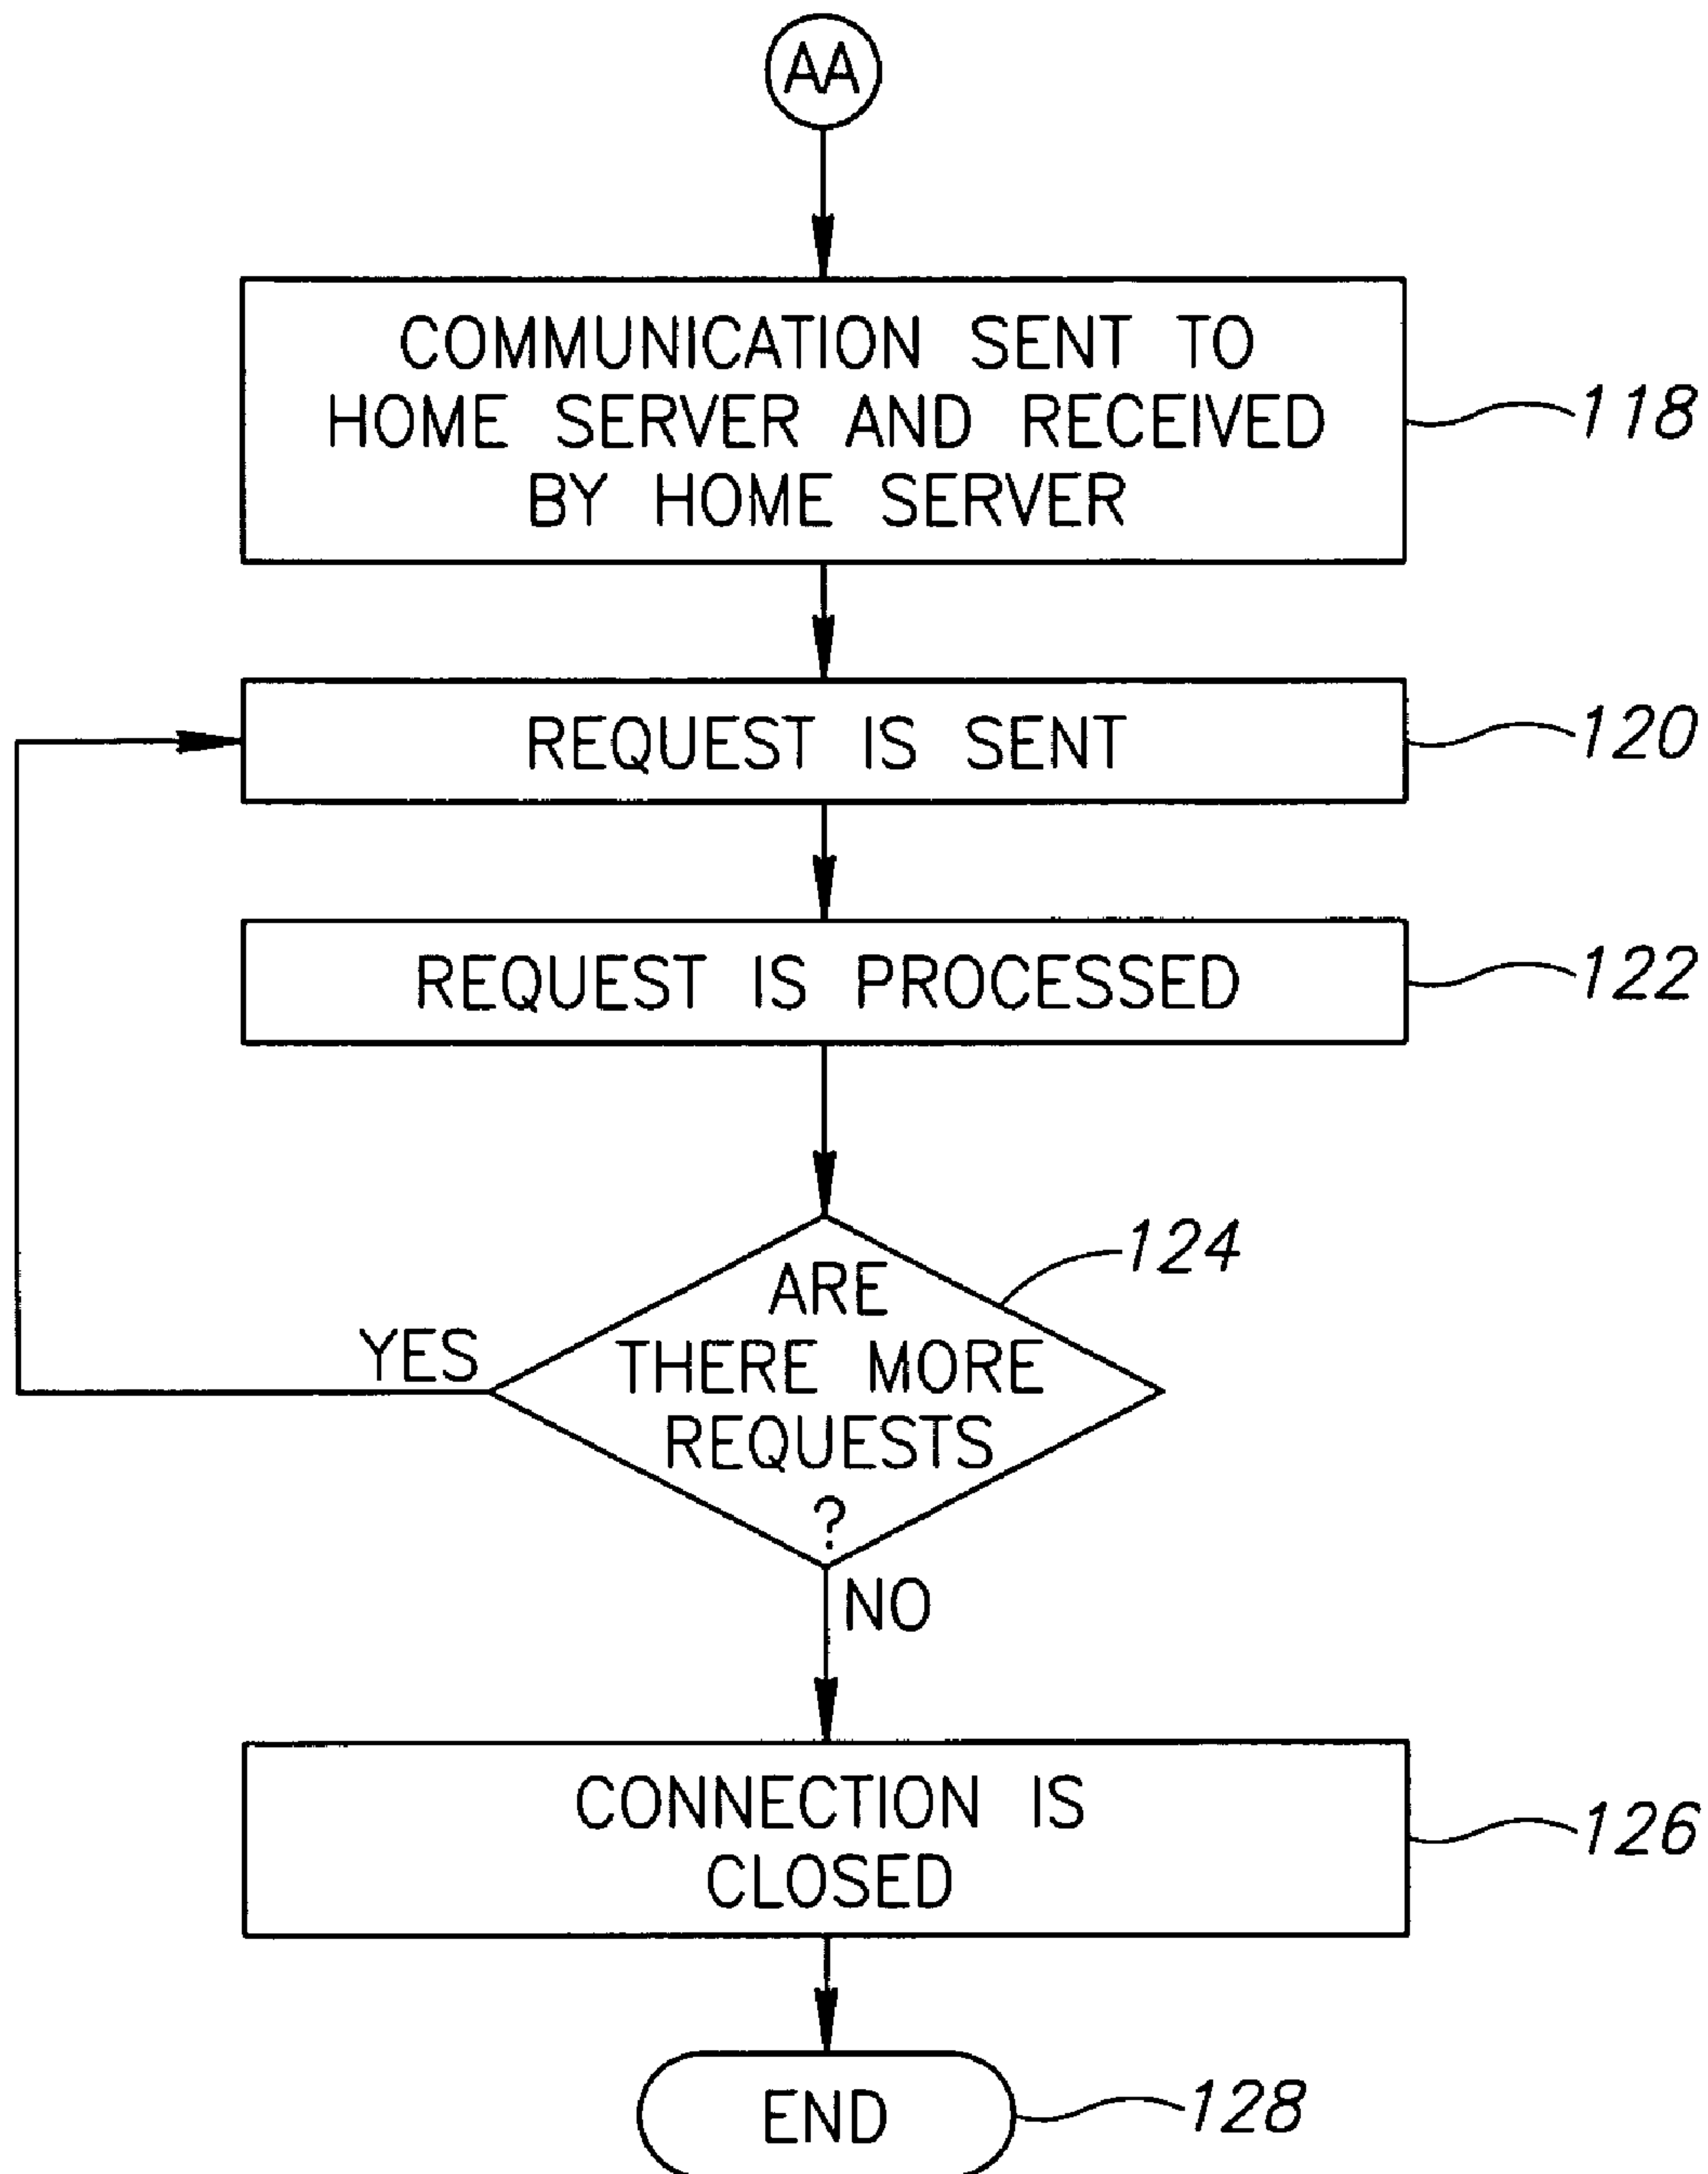 AA
COMMUNICATION SENT TO
HOME SERVER AND RECEIVED
BY HOME SERVER
118
REQUEST IS SENT
120
REQUEST IS PROCESSED
122
124
ARE
THERE MORE
REQUESTS
?
YES
NO
CONNECTION IS
CLOSED
126
END
128